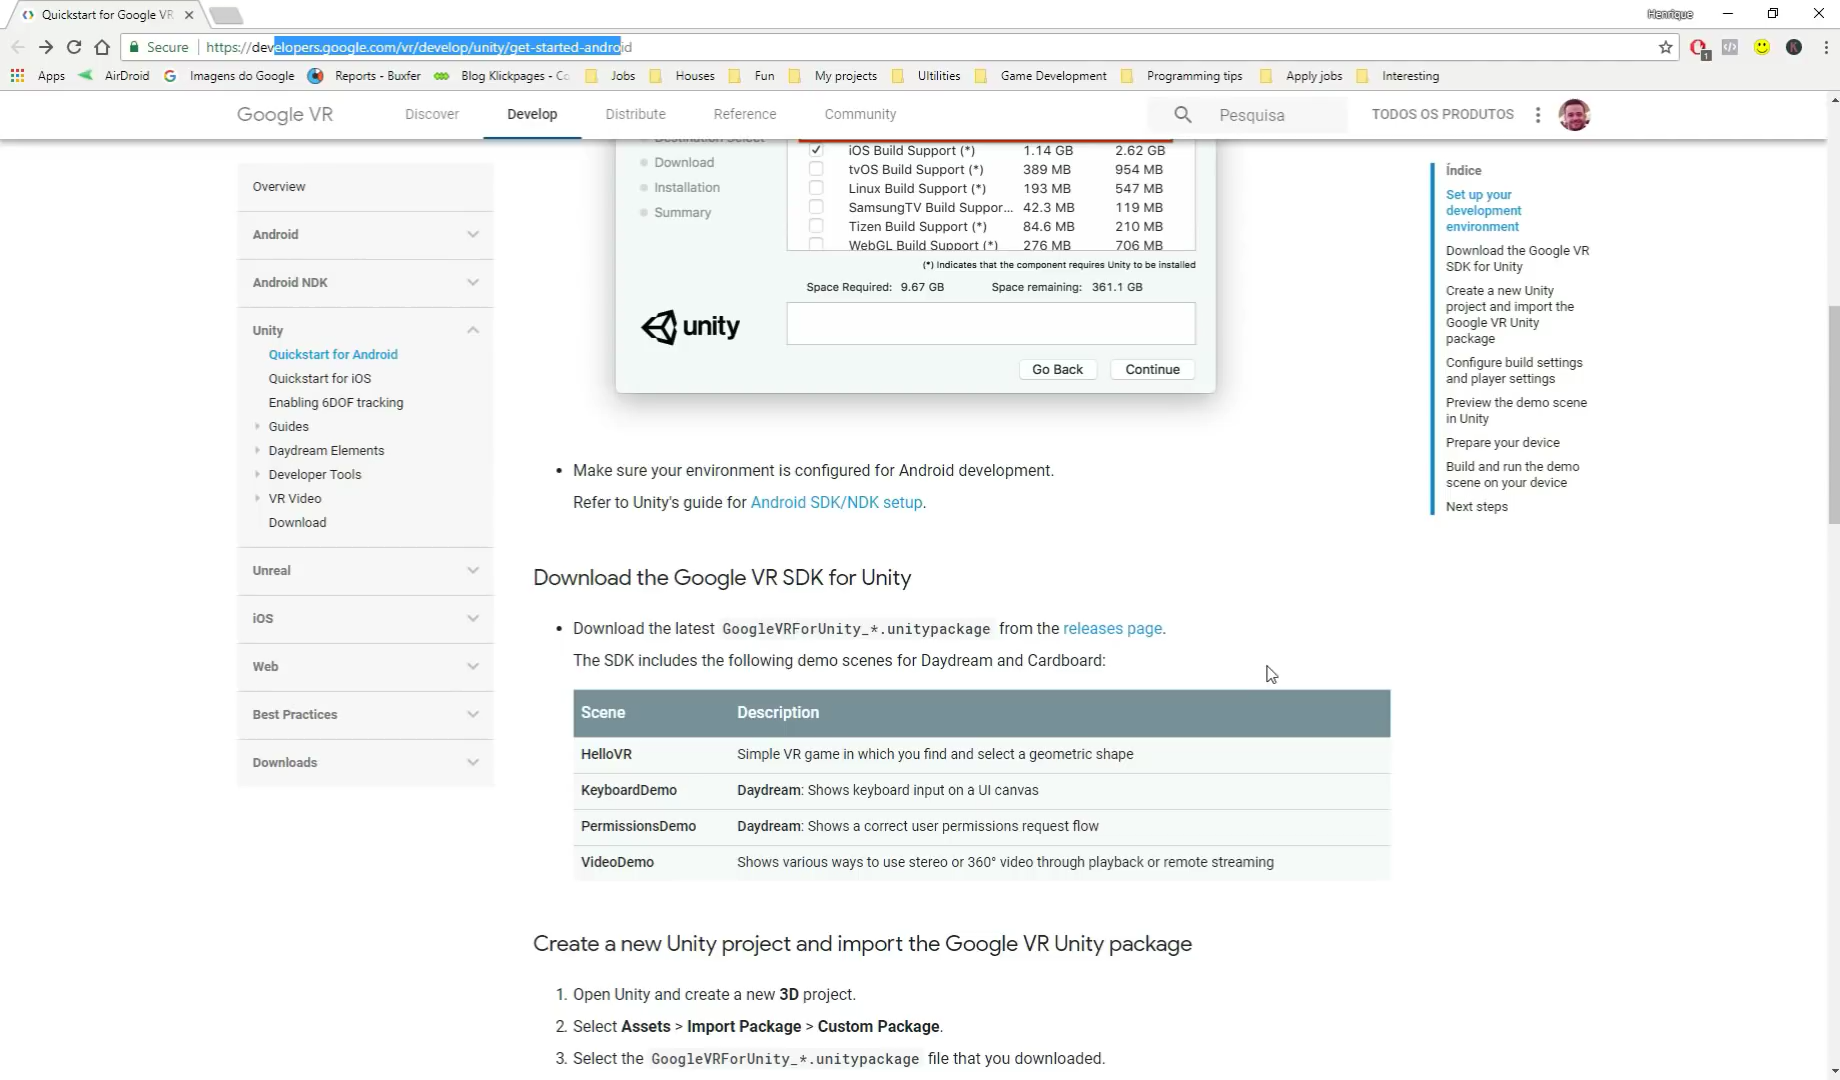 Quickstart for Google VR
Henrique
Secure https://developers.google.com/vr/develop/unity/get-started-android
1
Apps AirDroid Imagens do Google Reports - Buxfer Blog Klickpages - Co Jobs Houses Fun My projects Utilities Game Development Programming tips Apply jobs Interesting
Google VR Discover Develop Distribute Reference Community Pesquisa TODOS OS PRODUTOS
Overview
Android
Android NDK
Unity
Quickstart for Android
Quickstart for iOS
Enabling 6DOF tracking
Guides
Daydream Elements
Developer Tools
VR Video
Download
Unreal
iOS
Web
Best Practices
Downloads
Destination Select
Download
Installation
Summary
iOS Build Support (*) 1.14 GB 2.62 GB
tvOS Build Support (*) 389 MB 954 MB
Linux Build Support (*) 193 MB 547 MB
SamsungTV Build Suppor... 42.3 MB 119 MB
Tizen Build Support (*) 84.6 MB 210 MB
WebGL Build Support (*) 276 MB 706 MB
(*) Indicates that the component requires Unity to be installed
Space Required: 9.67 GB Space remaining: 361.1 GB
unity
Go Back Continue
• Make sure your environment is configured for Android development.
Refer to Unity's guide for Android SDK/NDK setup.
Download the Google VR SDK for Unity
• Download the latest GoogleVRForUnity_*.unitypackage from the releases page.
The SDK includes the following demo scenes for Daydream and Cardboard:
Scene Description
HelloVR Simple VR game in which you find and select a geometric shape
KeyboardDemo Daydream: Shows keyboard input on a UI canvas
PermissionsDemo Daydream: Shows a correct user permissions request flow
VideoDemo Shows various ways to use stereo or 360° video through playback or remote streaming
Create a new Unity project and import the Google VR Unity package
1. Open Unity and create a new 3D project.
2. Select Assets > Import Package > Custom Package.
3. Select the GoogleVRForUnity_*.unitypackage file that you downloaded.
Índice
Set up your
development
environment
Download the Google VR
SDK for Unity
Create a new Unity
project and import the
Google VR Unity
package
Configure build settings
and player settings
Preview the demo scene
in Unity
Prepare your device
Build and run the demo
scene on your device
Next steps